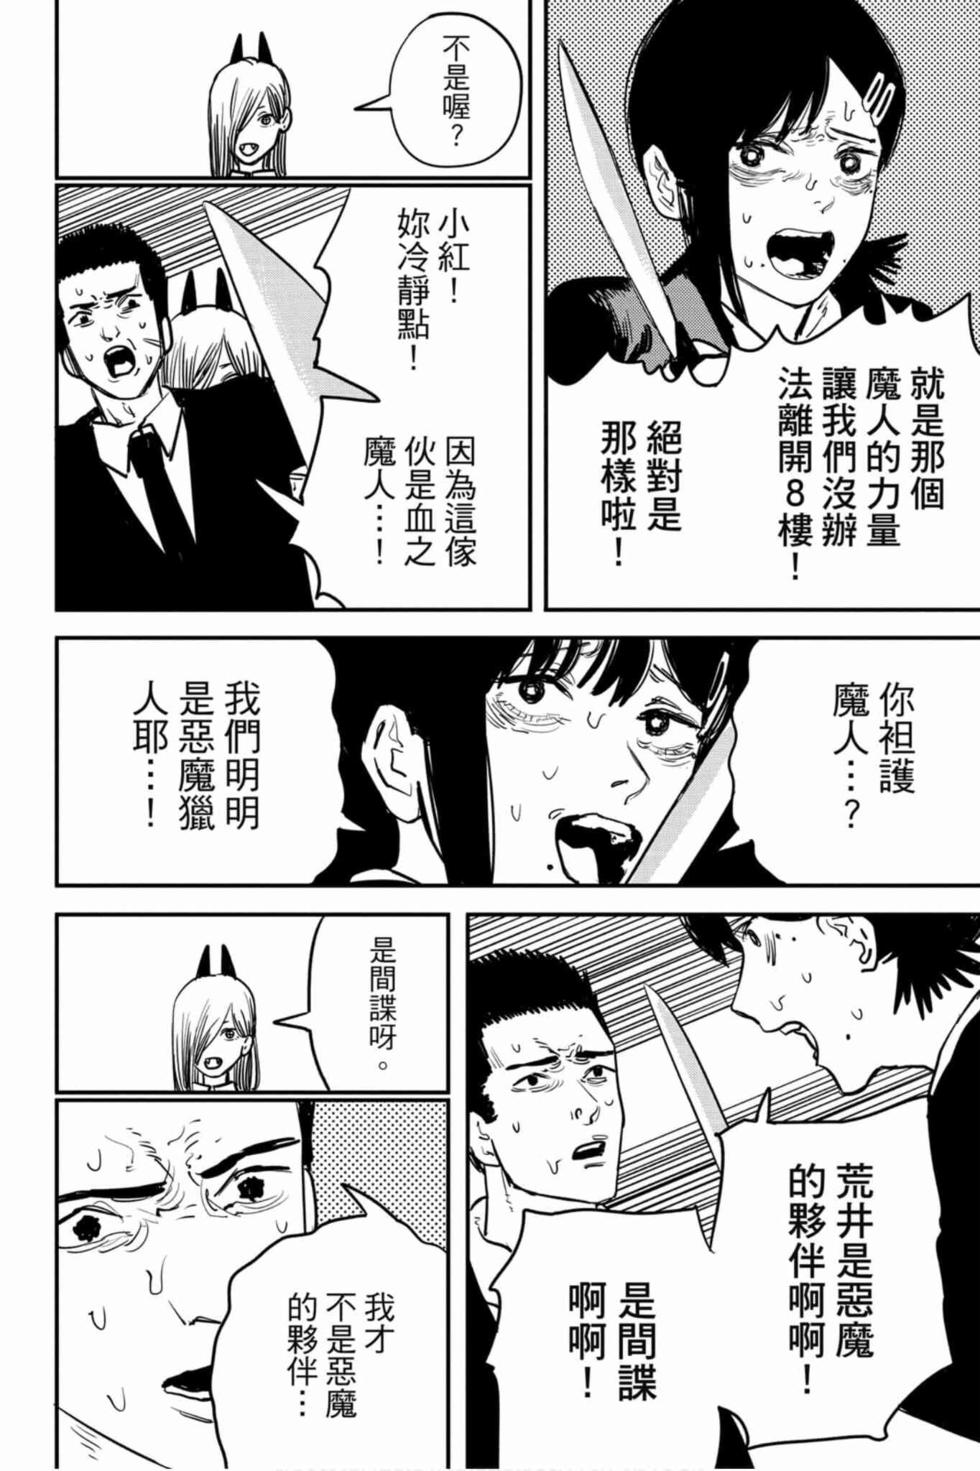 就是那個
魔人的力量
讓我們沒辦
法離開8樓！
絕對是
那樣啦！
不是喔？
小紅！
妳冷靜點！
因為這傢
伙是血之
魔人…！
你袒護
魔人…？
我們明明
是惡魔獵
人耶…！
荒井是惡魔
的夥伴啊啊！
是間諜
啊啊！
是間諜呀。
我才
不是惡魔
的夥伴…